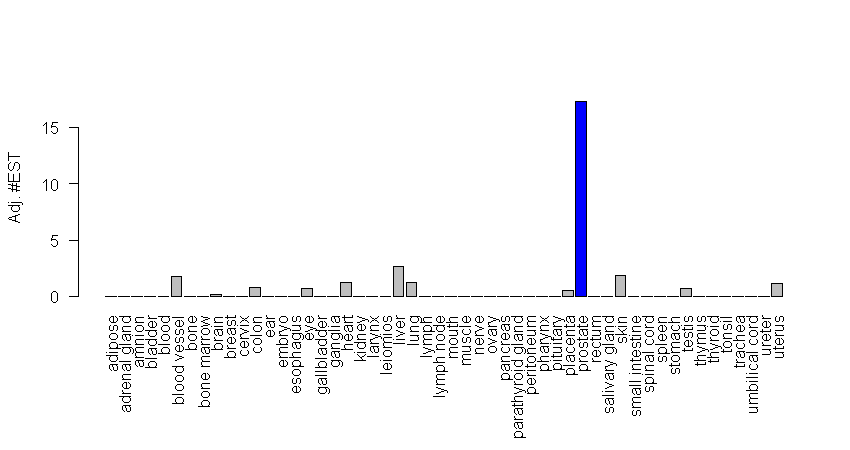 Adj. #EST
15
10
5
0
adipose
adrenal gland
amnion
bladder
blood
blood vessel
bone
bone marrow
brain
breast
cervix
colon
ear
embryo
esophagus
eye
gallbladder
ganglia
heart
kidney
larynx
leiomios
liver
lung
lymph
lymph node
mouth
muscle
nerve
ovary
pancreas
parathyroid gland
peritoneum
pharynx
pituitary
placenta
prostate
rectum
salivary gland
skin
small intestine
spinal cord
spleen
stomach
testis
thymus
thyroid
tonsil
trachea
umbilical cord
ureter
uterus